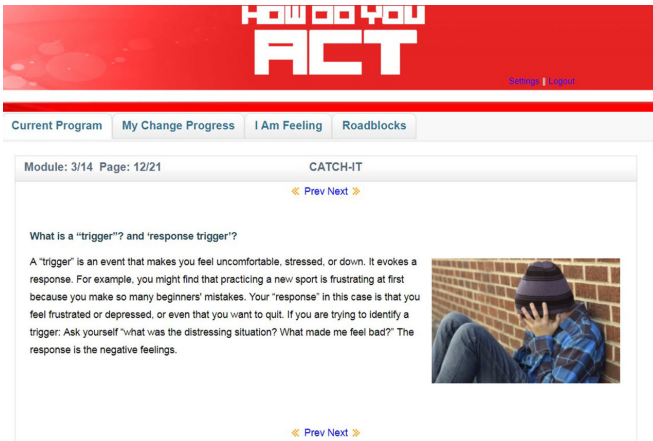 HOW DO YOU
ACT
Settings | Logout
Current Program My Change Progress I Am Feeling Roadblocks
Module: 3/14 Page: 12/21 CATCH-IT
« Prev Next »
What is a “trigger”? and ‘response trigger’?
A “trigger” is an event that makes you feel uncomfortable, stressed, or down. It evokes a
response. For example, you might find that practicing a new sport is frustrating at first
because you make so many beginners' mistakes. Your “response” in this case is that you
feel frustrated or depressed, or even that you want to quit. If you are trying to identify a
trigger: Ask yourself “what was the distressing situation? What made me feel bad?” The
response is the negative feelings.
« Prev Next »